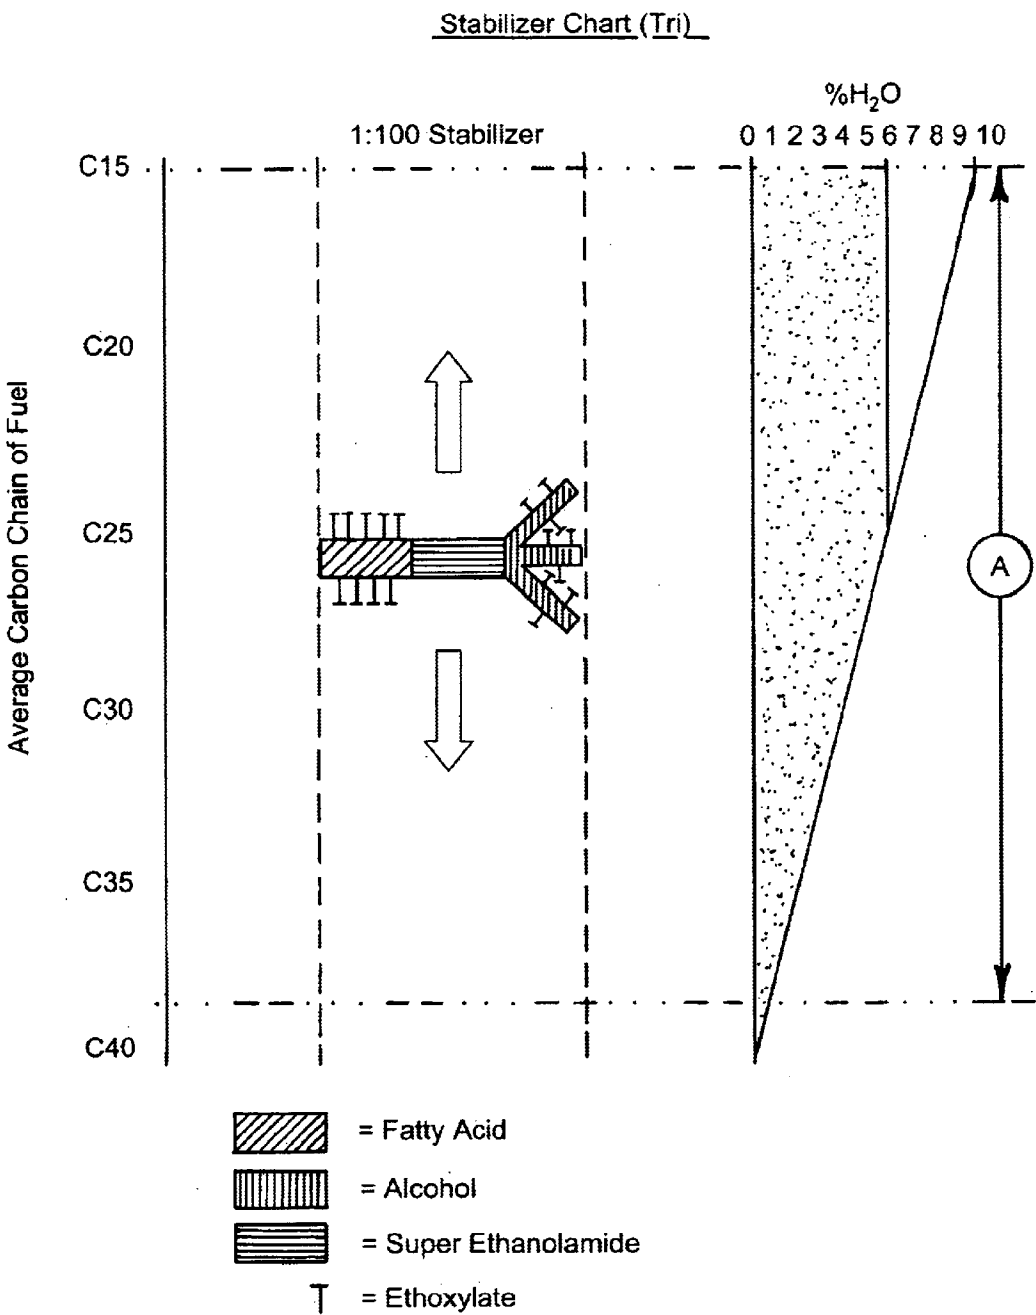 Stabilizer Chart (Tri)
%H₂O
1:100 Stabilizer
0 1 2 3 4 5 6 7 8 9 10
C15
C20
C25
C30
C35
C40
Average Carbon Chain of Fuel
A
= Fatty Acid
= Alcohol
= Super Ethanolamide
= Ethoxylate